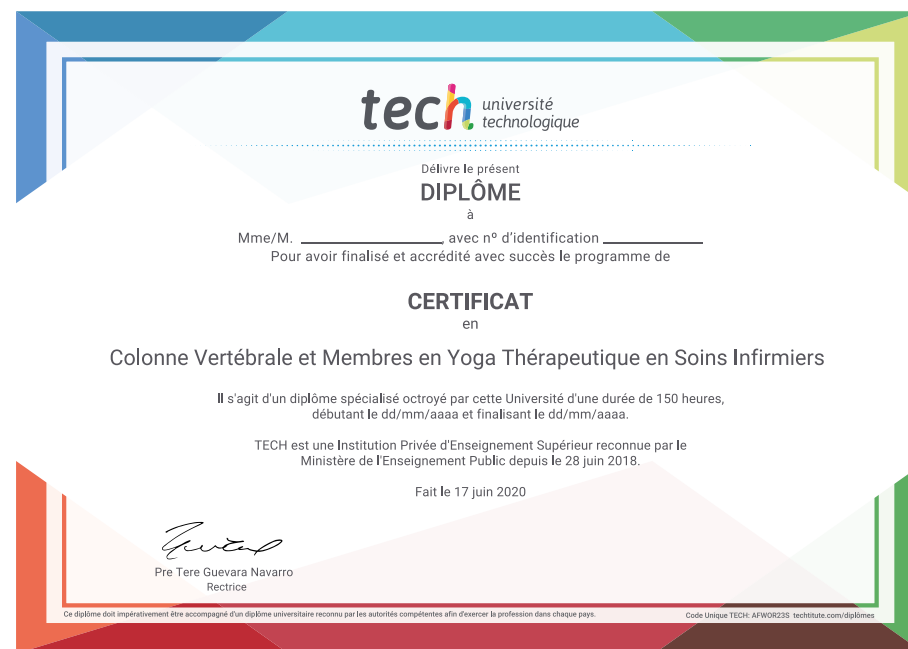 tech université
technologique
Délivre le présent
DIPLÔME
à
Mme/M. ____________________, avec nº d'identification ______________
Pour avoir finalisé et accrédité avec succès le programme de
CERTIFICAT
en
Colonne Vertébrale et Membres en Yoga Thérapeutique en Soins Infirmiers
Il s'agit d'un diplôme spécialisé octroyé par cette Université d'une durée de 150 heures,
débutant le dd/mm/aaaa et finalisant le dd/mm/aaaa.
TECH est une Institution Privée d'Enseignement Supérieur reconnue par le
Ministère de l'Enseignement Public depuis le 28 juin 2018.
Fait le 17 juin 2020
Pre Tere Guevara Navarro
Rectrice
Ce diplôme doit impérativement être accompagné d'un diplôme universitaire reconnu par les autorités compétentes afin d'exercer la profession dans chaque pays.
Code Unique TECH: AFWOR23S techtitute.com/diplômes